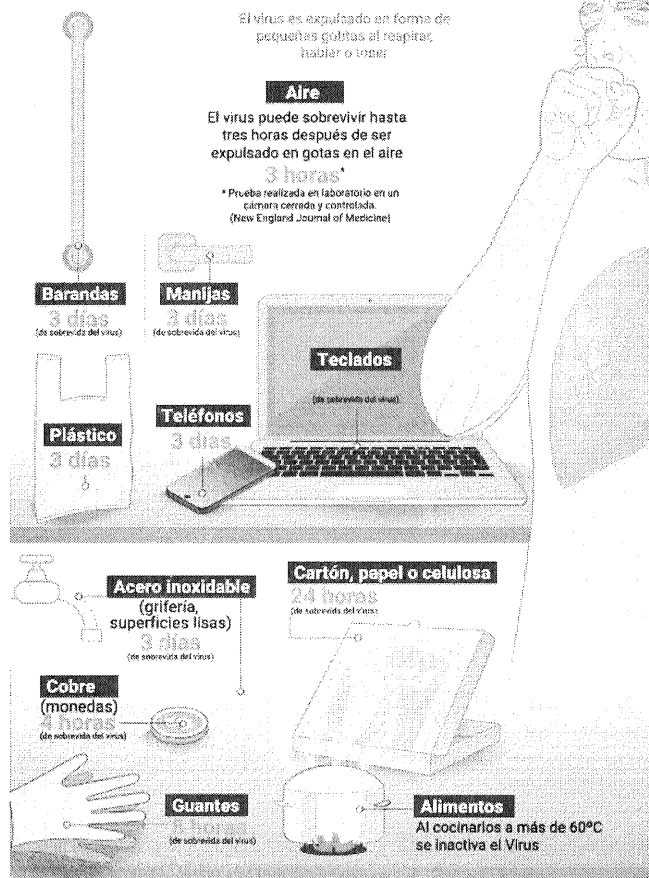 El virus es expulsado en forma de
pequeñas gotitas al respirar,
hablar o toser
Aire
El virus puede sobrevivir hasta
tres horas después de ser
expulsado en gotas en el aire
3 horas*
* Prueba realizada en laboratorio en un
cámara cerrada y controlada.
(New England Journal of Medicine)
Barandas
3 días
(de sobrevida del virus)
Manijas
3 días
(de sobrevida del virus)
Teclados
(de sobrevida del virus)
Teléfonos
3 días
Plástico
3 días
Acero inoxidable
(grifería,
superficies lisas)
3 días
(de sobrevida del virus)
Cartón, papel o celulosa
24 horas
(de sobrevida del virus)
Cobre
(monedas)
4 horas
(de sobrevida del virus)
Guantes
(de sobrevida del virus)
Alimentos
Al cocinarlos a más de 60ºC
se inactiva el Virus